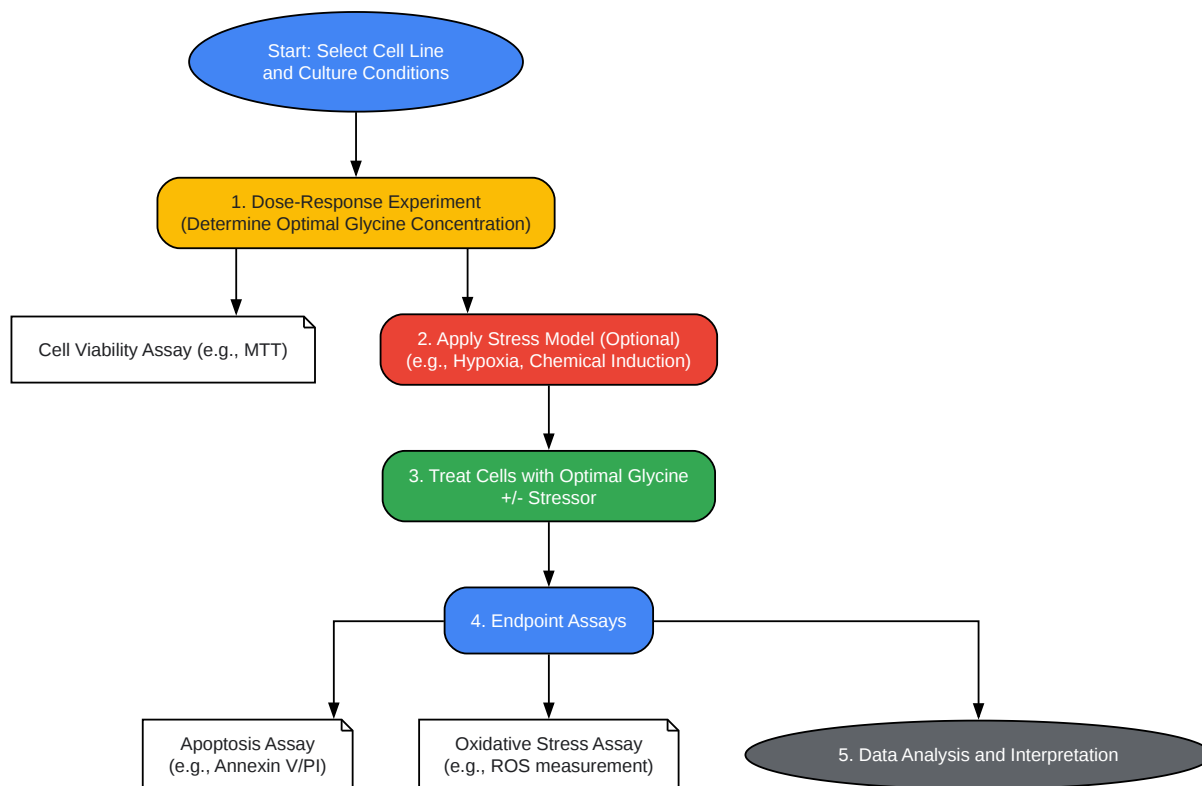 Start: Select Cell Line
and Culture Conditions
1. Dose-Response Experiment
(Determine Optimal Glycine Concentration)
Cell Viability Assay (e.g., MTT)
2. Apply Stress Model (Optional)
(e.g., Hypoxia, Chemical Induction)
3. Treat Cells with Optimal Glycine
+/- Stressor
4. Endpoint Assays
Apoptosis Assay
(e.g., Annexin V/PI)
Oxidative Stress Assay
(e.g., ROS measurement)
5. Data Analysis and Interpretation